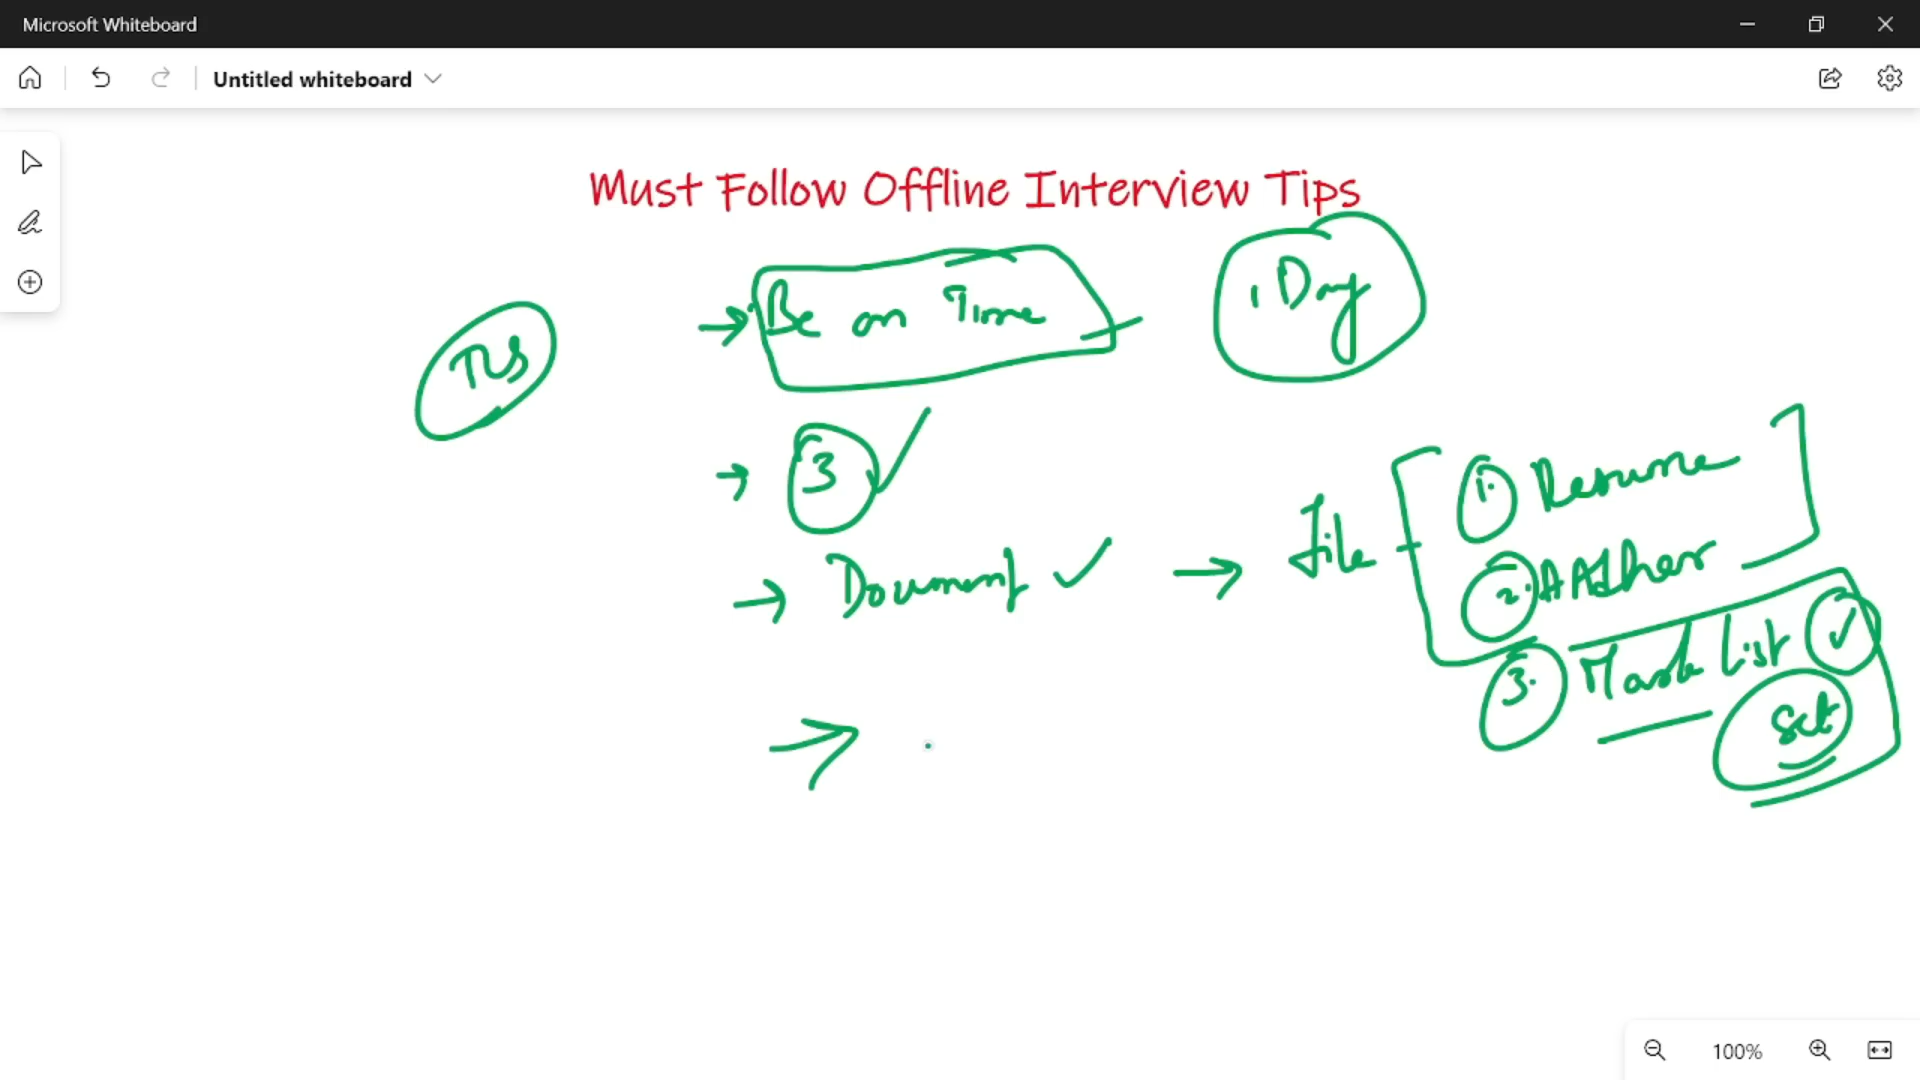 Microsoft Whiteboard
Untitled whiteboard
Must Follow Offline Interview Tips
Be on Time
1 Day
3
Document
File
1. Resume
2. AAdhar
3. Mark List
Set
100%